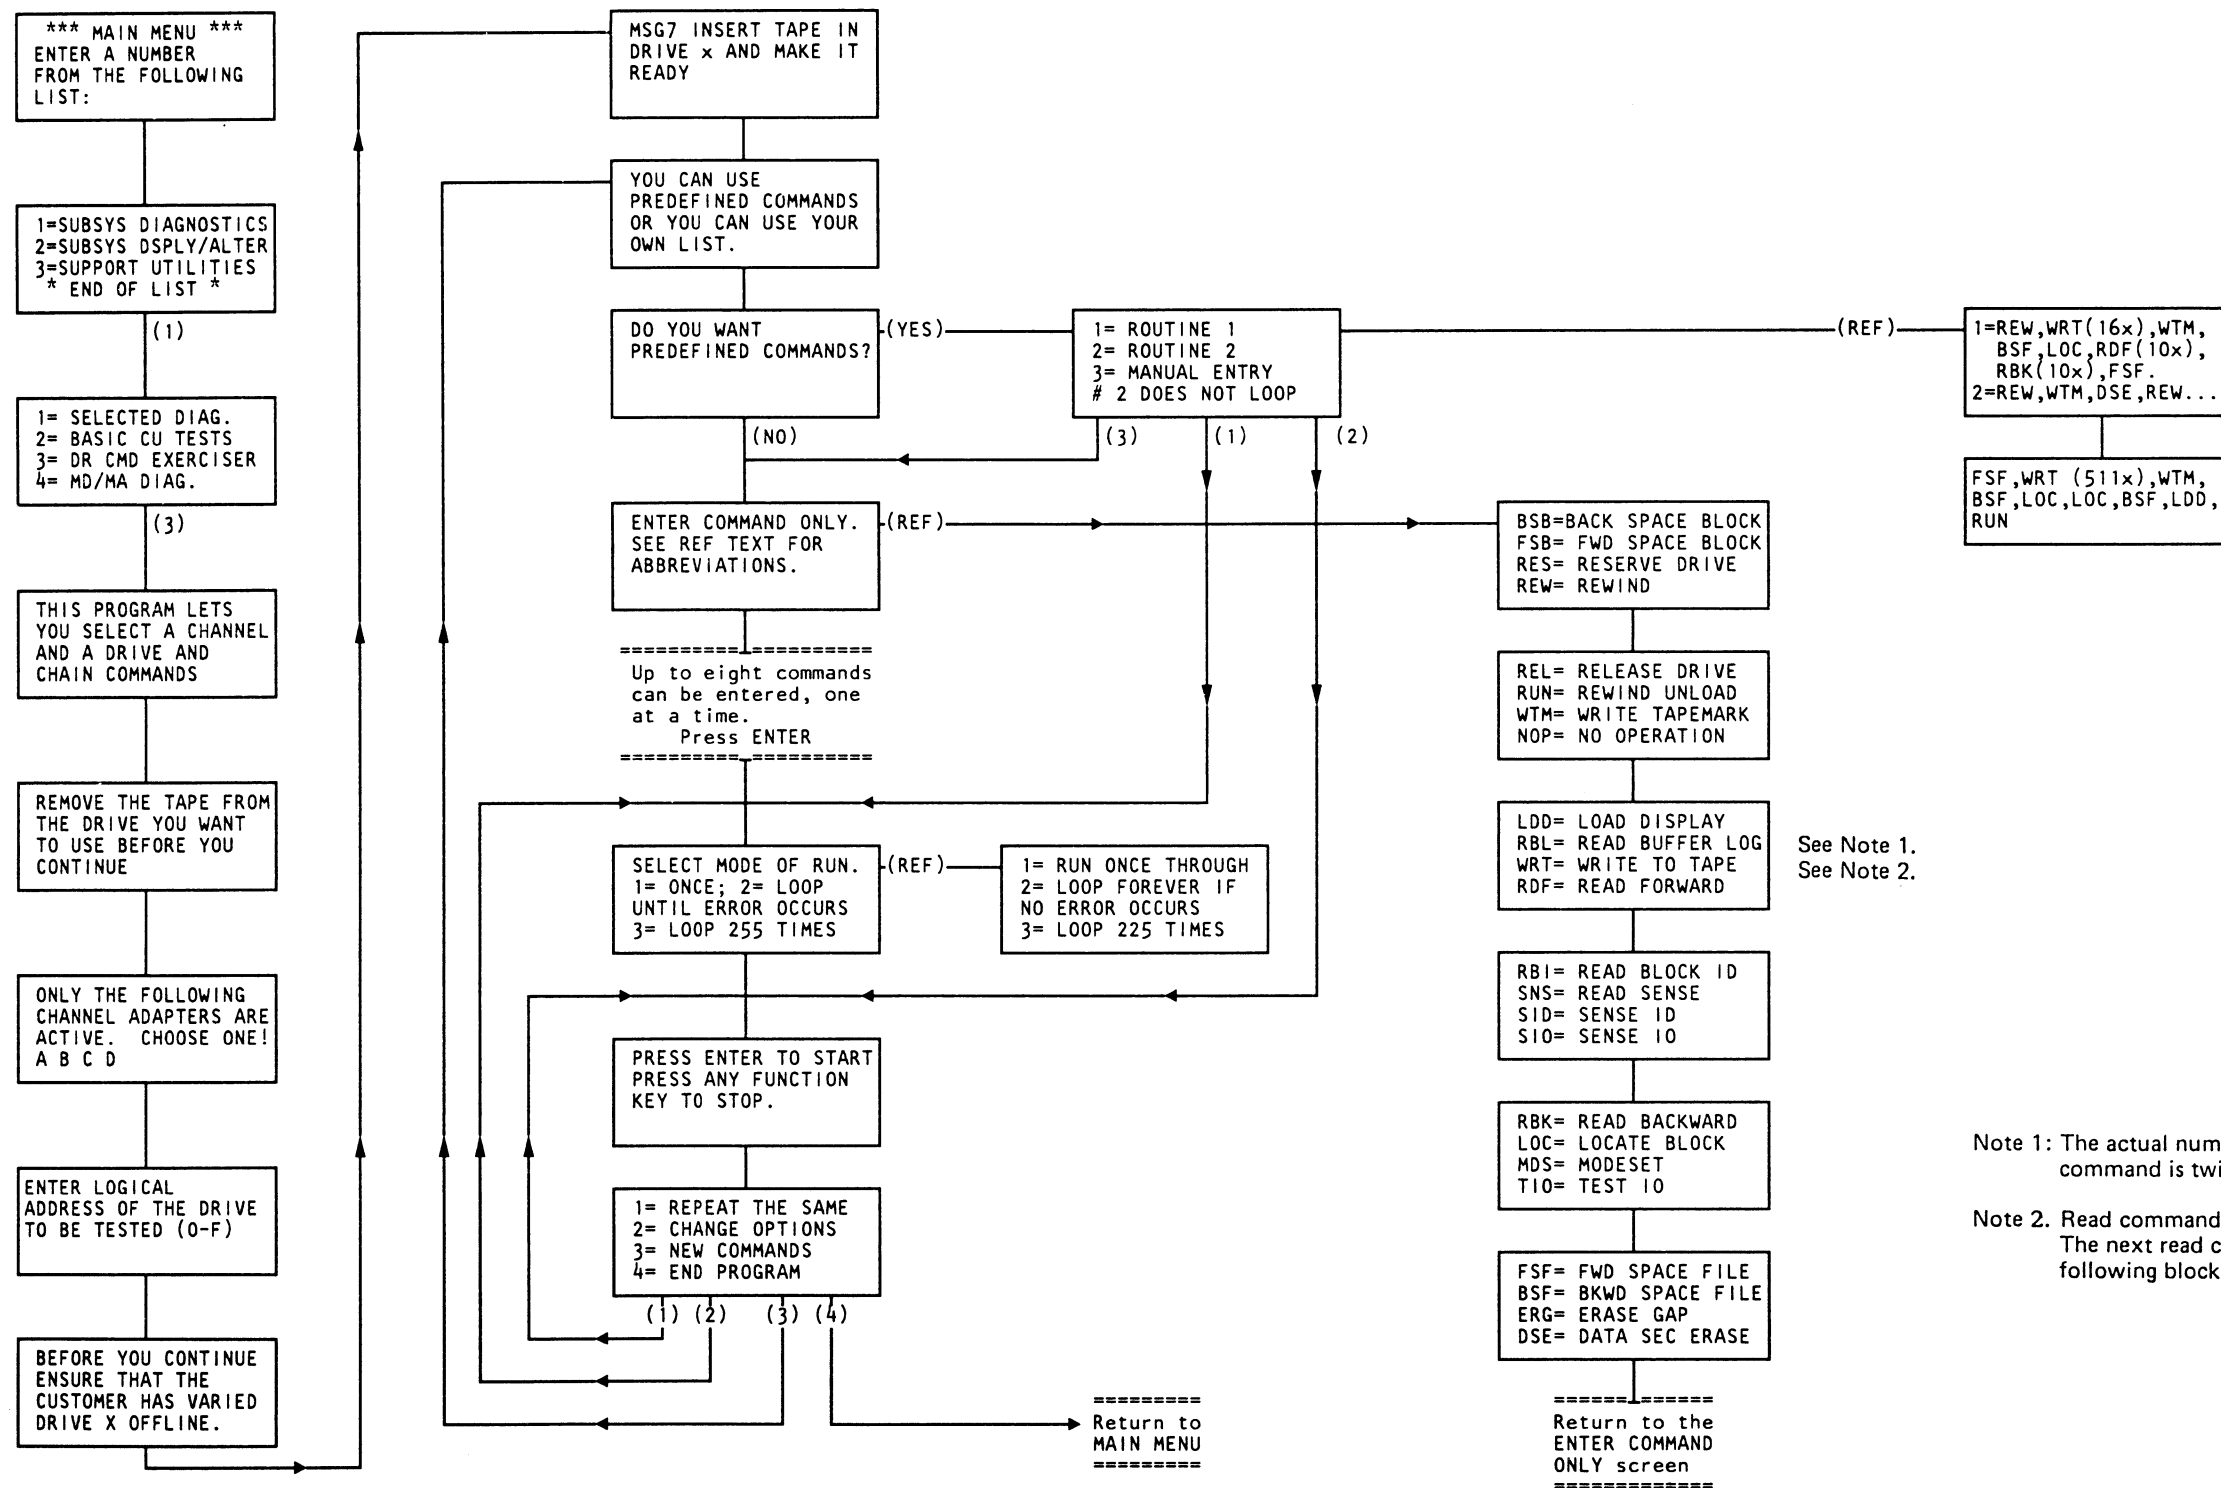 *** MAIN MENU ***
ENTER A NUMBER
FROM THE FOLLOWING
LIST:
1=SUBSYS DIAGNOSTICS
2=SUBSYS DSPLY/ALTER
3=SUPPORT UTILITIES
* END OF LIST *
(1)
1= SELECTED DIAG.
2= BASIC CU TESTS
3= DR CMD EXERCISER
4= MD/MA DIAG.
(3)
THIS PROGRAM LETS
YOU SELECT A CHANNEL
AND A DRIVE AND
CHAIN COMMANDS
REMOVE THE TAPE FROM
THE DRIVE YOU WANT
TO USE BEFORE YOU
CONTINUE
ONLY THE FOLLOWING
CHANNEL ADAPTERS ARE
ACTIVE. CHOOSE ONE!
A B C D
ENTER LOGICAL
ADDRESS OF THE DRIVE
TO BE TESTED (0-F)
BEFORE YOU CONTINUE
ENSURE THAT THE
CUSTOMER HAS VARIED
DRIVE X OFFLINE.
MSG7 INSERT TAPE IN
DRIVE x AND MAKE IT
READY
YOU CAN USE
PREDEFINED COMMANDS
OR YOU CAN USE YOUR
OWN LIST.
DO YOU WANT
PREDEFINED COMMANDS?
(YES)
(NO)
1= ROUTINE 1
2= ROUTINE 2
3= MANUAL ENTRY
# 2 DOES NOT LOOP
(3)
(1)
(2)
(REF)
1=REW,WRT(16x),WTM,
BSF,LOC,RDF(10x),
RBK(10x),FSF.
2=REW,WTM,DSE,REW...
FSF,WRT (511x),WTM,
BSF,LOC,LOC,BSF,LDD,
RUN
ENTER COMMAND ONLY.
SEE REF TEXT FOR
ABBREVIATIONS.
(REF)
=====================
Up to eight commands
can be entered, one
at a time.
Press ENTER
=====================
SELECT MODE OF RUN.
1= ONCE; 2= LOOP
UNTIL ERROR OCCURS
3= LOOP 255 TIMES
(REF)
1= RUN ONCE THROUGH
2= LOOP FOREVER IF
NO ERROR OCCURS
3= LOOP 225 TIMES
PRESS ENTER TO START
PRESS ANY FUNCTION
KEY TO STOP.
1= REPEAT THE SAME
2= CHANGE OPTIONS
3= NEW COMMANDS
4= END PROGRAM
(1) (2) (3) (4)
=========
Return to
MAIN MENU
=========
BSB=BACK SPACE BLOCK
FSB= FWD SPACE BLOCK
RES= RESERVE DRIVE
REW= REWIND
REL= RELEASE DRIVE
RUN= REWIND UNLOAD
WTM= WRITE TAPEMARK
NOP= NO OPERATION
LDD= LOAD DISPLAY
RBL= READ BUFFER LOG
WRT= WRITE TO TAPE
RDF= READ FORWARD
See Note 1.
See Note 2.
RBI= READ BLOCK ID
SNS= READ SENSE
SID= SENSE ID
SIO= SENSE IO
RBK= READ BACKWARD
LOC= LOCATE BLOCK
MDS= MODESET
TIO= TEST IO
FSF= FWD SPACE FILE
BSF= BKWD SPACE FILE
ERG= ERASE GAP
DSE= DATA SEC ERASE
=============
Return to the
ENTER COMMAND
ONLY screen
=============
Note 1: The actual num
command is twi
Note 2. Read command
The next read c
following block